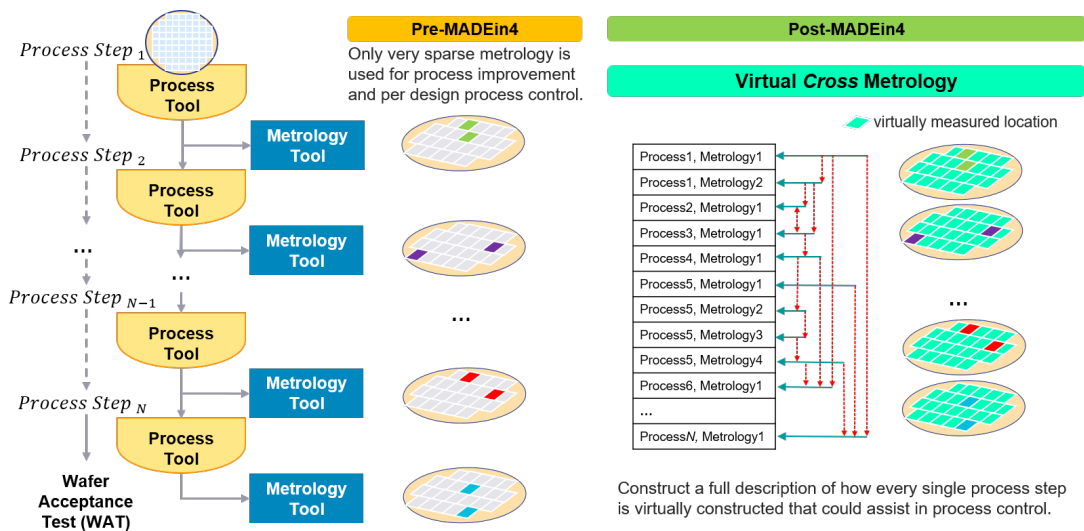 Process Step 1
Process
Tool
Metrology
Tool
Process Step 2
Process
Tool
...
Metrology
Tool
...
Process Step N−1
Process
Tool
Metrology
Tool
Process Step N
Process
Tool
Metrology
Tool
Wafer
Acceptance
Test (WAT)
Pre-MADEin4
Only very sparse metrology is
used for process improvement
and per design process control.
...
Post-MADEin4
Virtual Cross Metrology
virtually measured location
Process1, Metrology1
Process1, Metrology2
Process2, Metrology1
Process3, Metrology1
Process4, Metrology1
Process5, Metrology1
Process5, Metrology2
Process5, Metrology3
Process5, Metrology4
Process6, Metrology1
...
ProcessN, Metrology1
...
Construct a full description of how every single process step
is virtually constructed that could assist in process control.